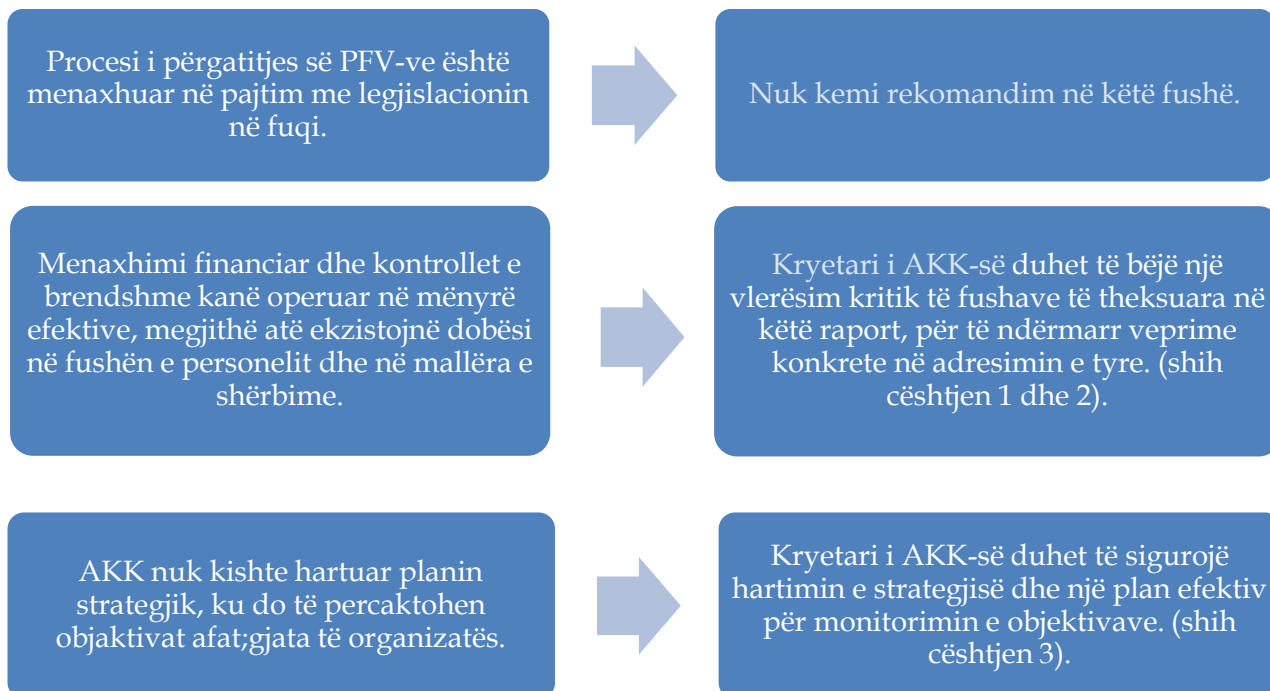 Procesi i përgatitjes së PFV-ve është
menaxhuar në pajtim me legjislacionin
në fuqi.
Nuk kemi rekomandim në këtë fushë.
Menaxhimi financiar dhe kontrollet e
brendshme kanë operuar në mënyrë
efektive, megjithë atë ekzistojnë dobësi
në fushën e personelit dhe në mallëra e
shërbime.
Kryetari i AKK-së duhet të bëjë një
vlerësim kritik të fushave të theksuara në
këtë raport, për të ndërmarr veprime
konkrete në adresimin e tyre. (shih
cështjen 1 dhe 2).
AKK nuk kishte hartuar planin
strategjik, ku do të percaktohen
objaktivat afat;gjata të organizatës.
Kryetari i AKK-së duhet të sigurojë
hartimin e strategjisë dhe një plan efektiv
për monitorimin e objektivave. (shih
cështjen 3).